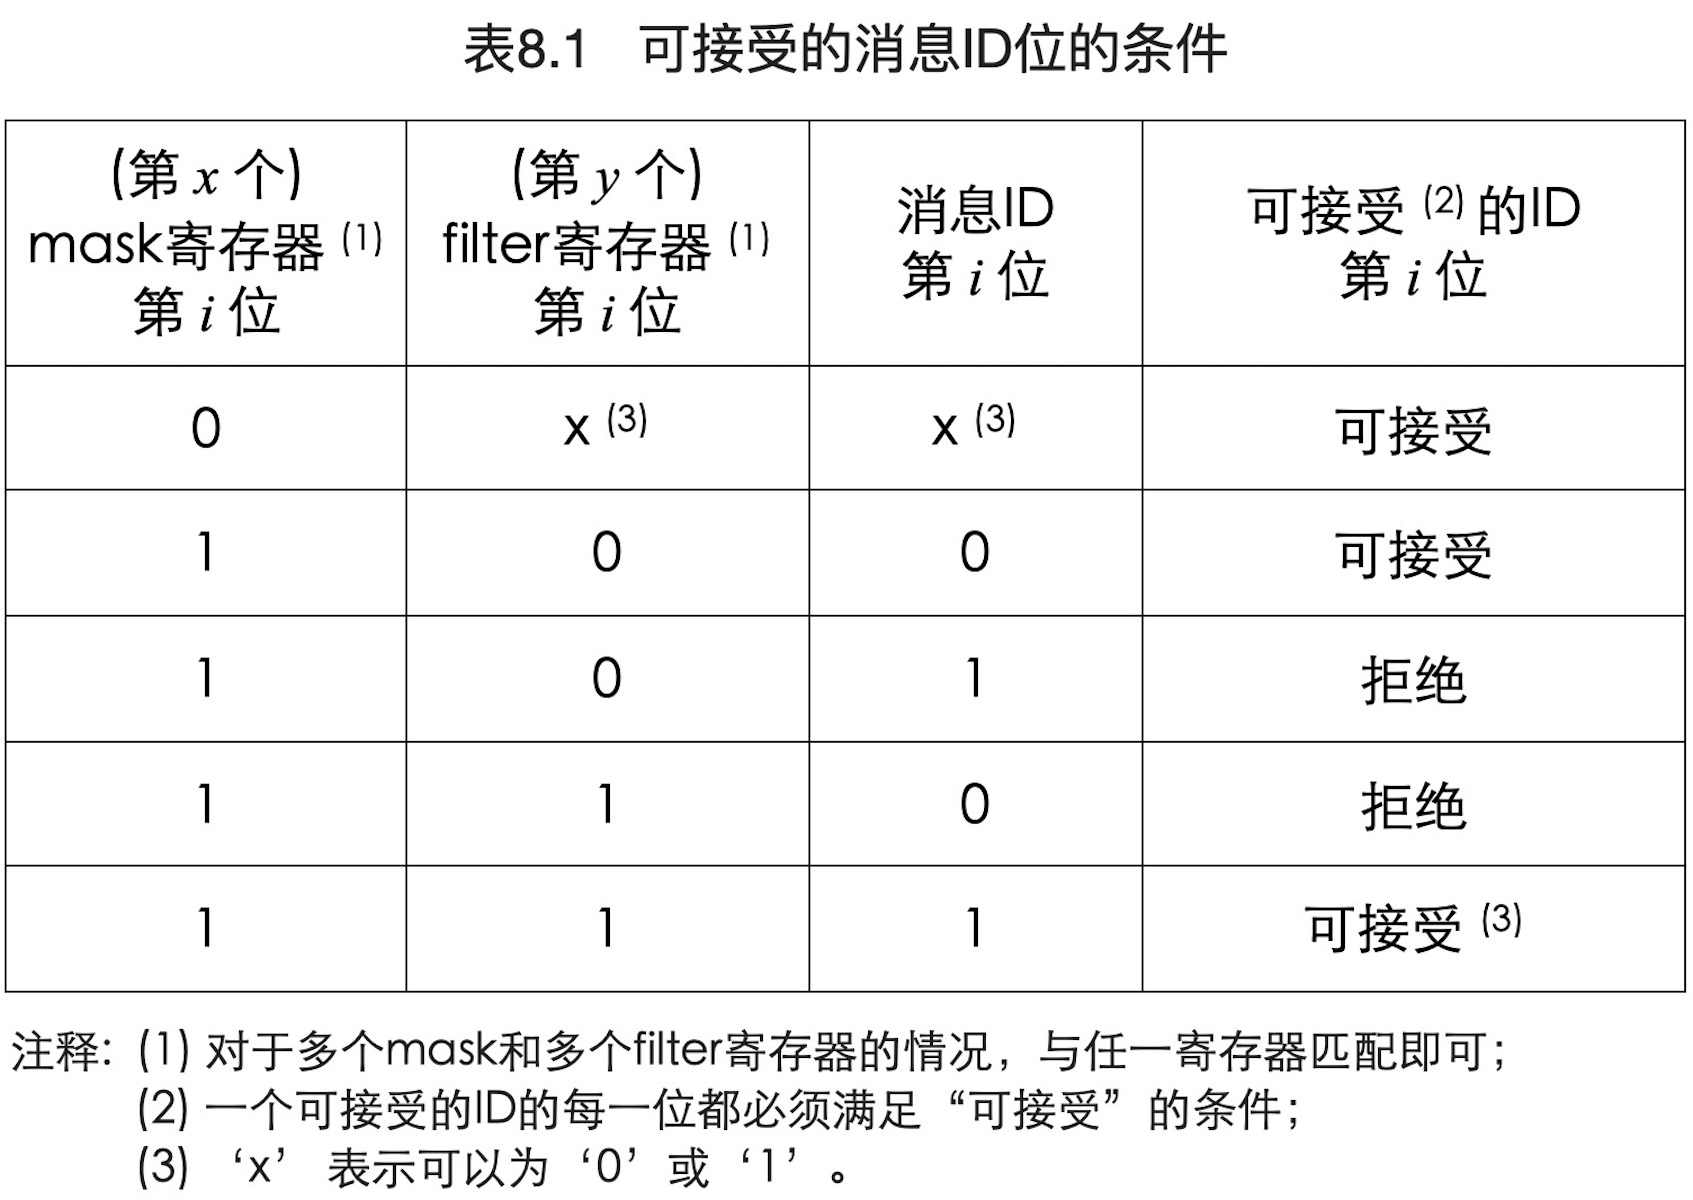 表8.1 可接受的消息ID位的条件
(第 x 个)
mask寄存器 (1)
第 i 位
(第 y 个)
filter寄存器 (1)
第 i 位
消息ID
第 i 位
可接受 (2) 的ID
第 i 位
0 x (3) x (3) 可接受
1 0 0 可接受
1 0 1 拒绝
1 1 0 拒绝
1 1 1 可接受 (3)
注释: (1) 对于多个mask和多个filter寄存器的情况，与任一寄存器匹配即可；
(2) 一个可接受的ID的每一位都必须满足“可接受”的条件；
(3) ‘x’ 表示可以为‘0’或‘1’。